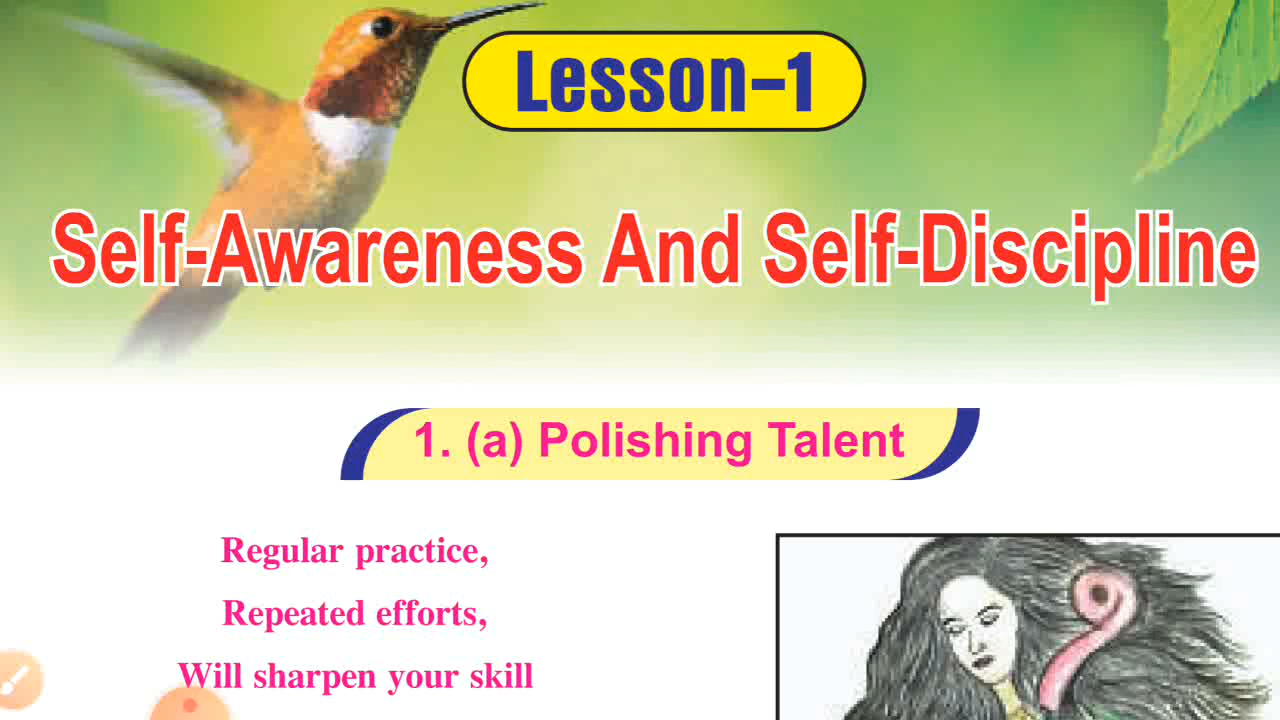 Lesson-1
Self-Awareness And Self-Discipline
1. (a) Polishing Talent
Regular practice,
Repeated efforts,
Will sharpen your skill